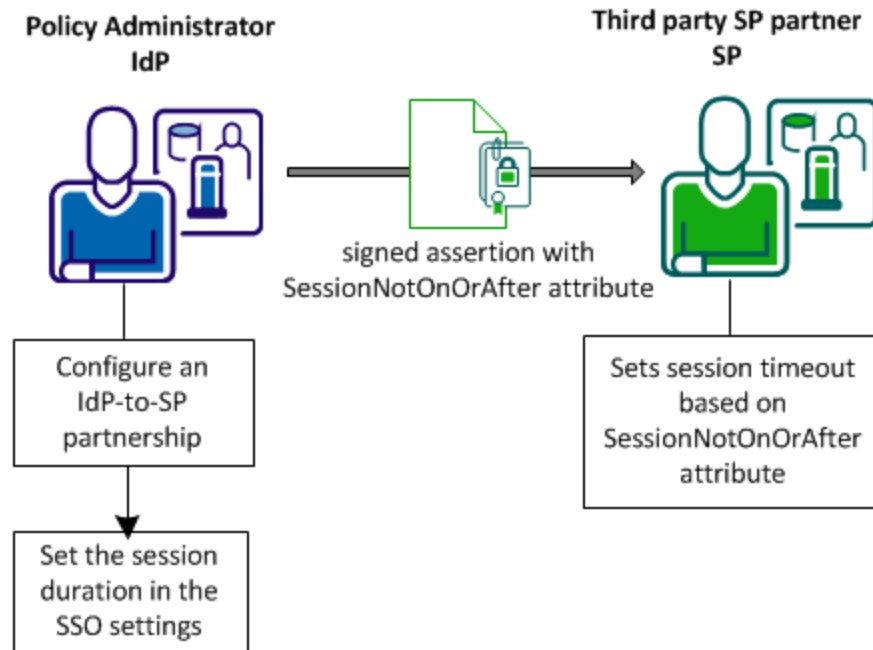 Policy Administrator
IdP
Third party SP partner
SP
signed assertion with
SessionNotOnOrAfter attribute
Configure an
IdP-to-SP
partnership
Set the session
duration in the
SSO settings
Sets session timeout
based on
SessionNotOnOrAfter
attribute